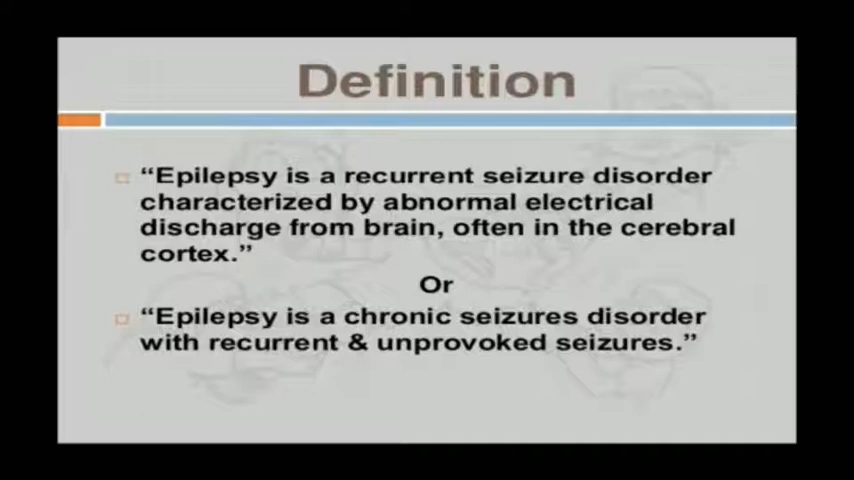 Definition
“Epilepsy is a recurrent seizure disorder
characterized by abnormal electrical
discharge from brain, often in the cerebral
cortex.”
Or
“Epilepsy is a chronic seizures disorder
with recurrent & unprovoked seizures.”